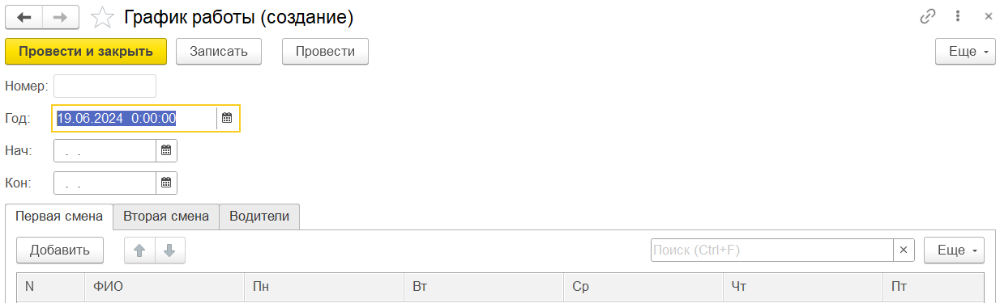 График работы (создание)
Провести и закрыть Записать Провести Еще
Номер:
Год: 19.06.2024 0:00:00
Нач: . .
Кон: . .
Первая смена Вторая смена Водители
Добавить Поиск (Ctrl+F) × Еще
N ФИО Пн Вт Ср Чт Пт